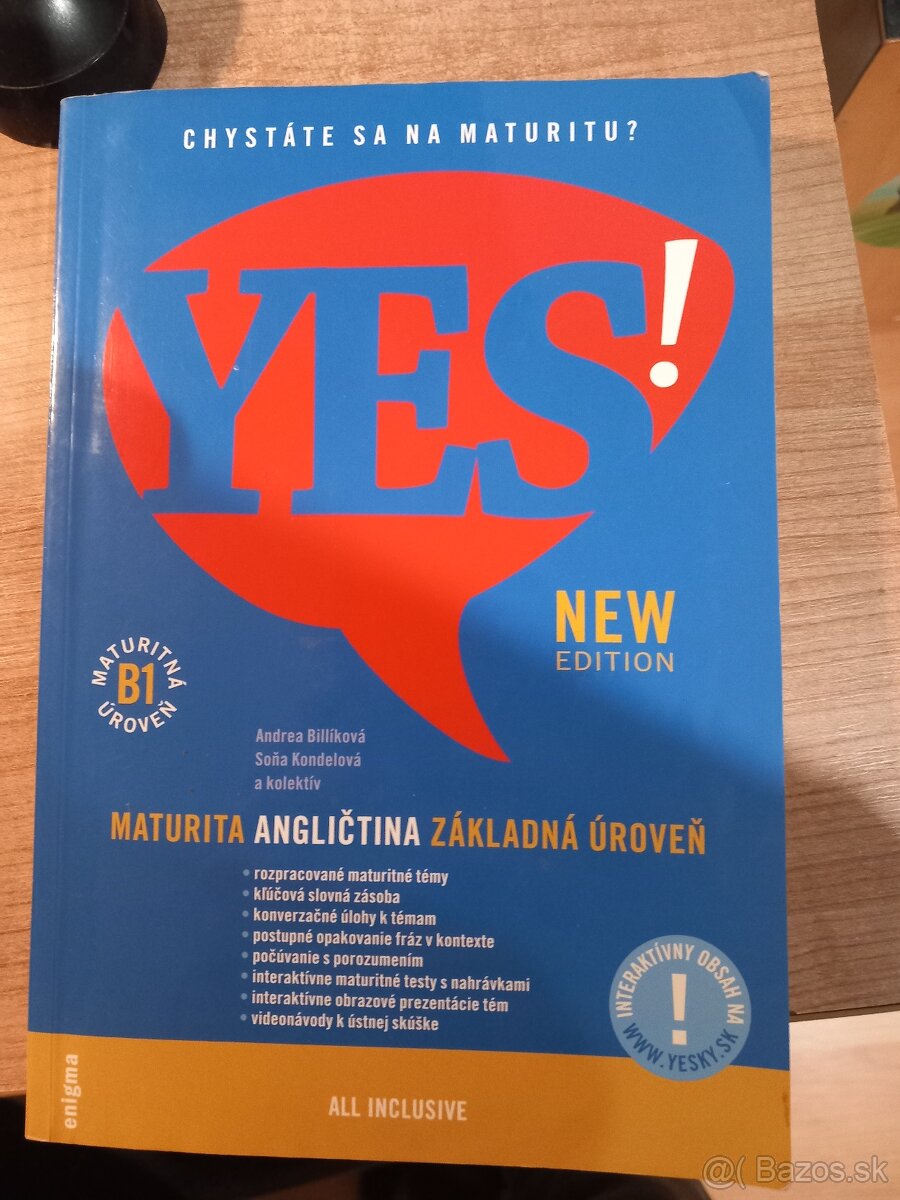 CHYSTÁTE SA NA MATURITU?
YES!
NEW
EDITION
MATURITNÁ
B1
ÚROVEŇ
Andrea Billíková
Soňa Kondelová
a kolektív
MATURITA ANGLIČTINA ZÁKLADNÁ ÚROVEŇ
• rozpracované maturitné témy
• kľúčová slovná zásoba
• konverzačné úlohy k témam
• postupné opakovanie fráz v kontexte
• počúvanie s porozumením
• interaktívne maturitné testy s nahrávkami
• interaktívne obrazové prezentácie tém
• videonávody k ústnej skúške
INTERAKTÍVNY OBSAH NA
!
WWW.YESKY.SK
enigma
ALL INCLUSIVE
@( Bazos.sk